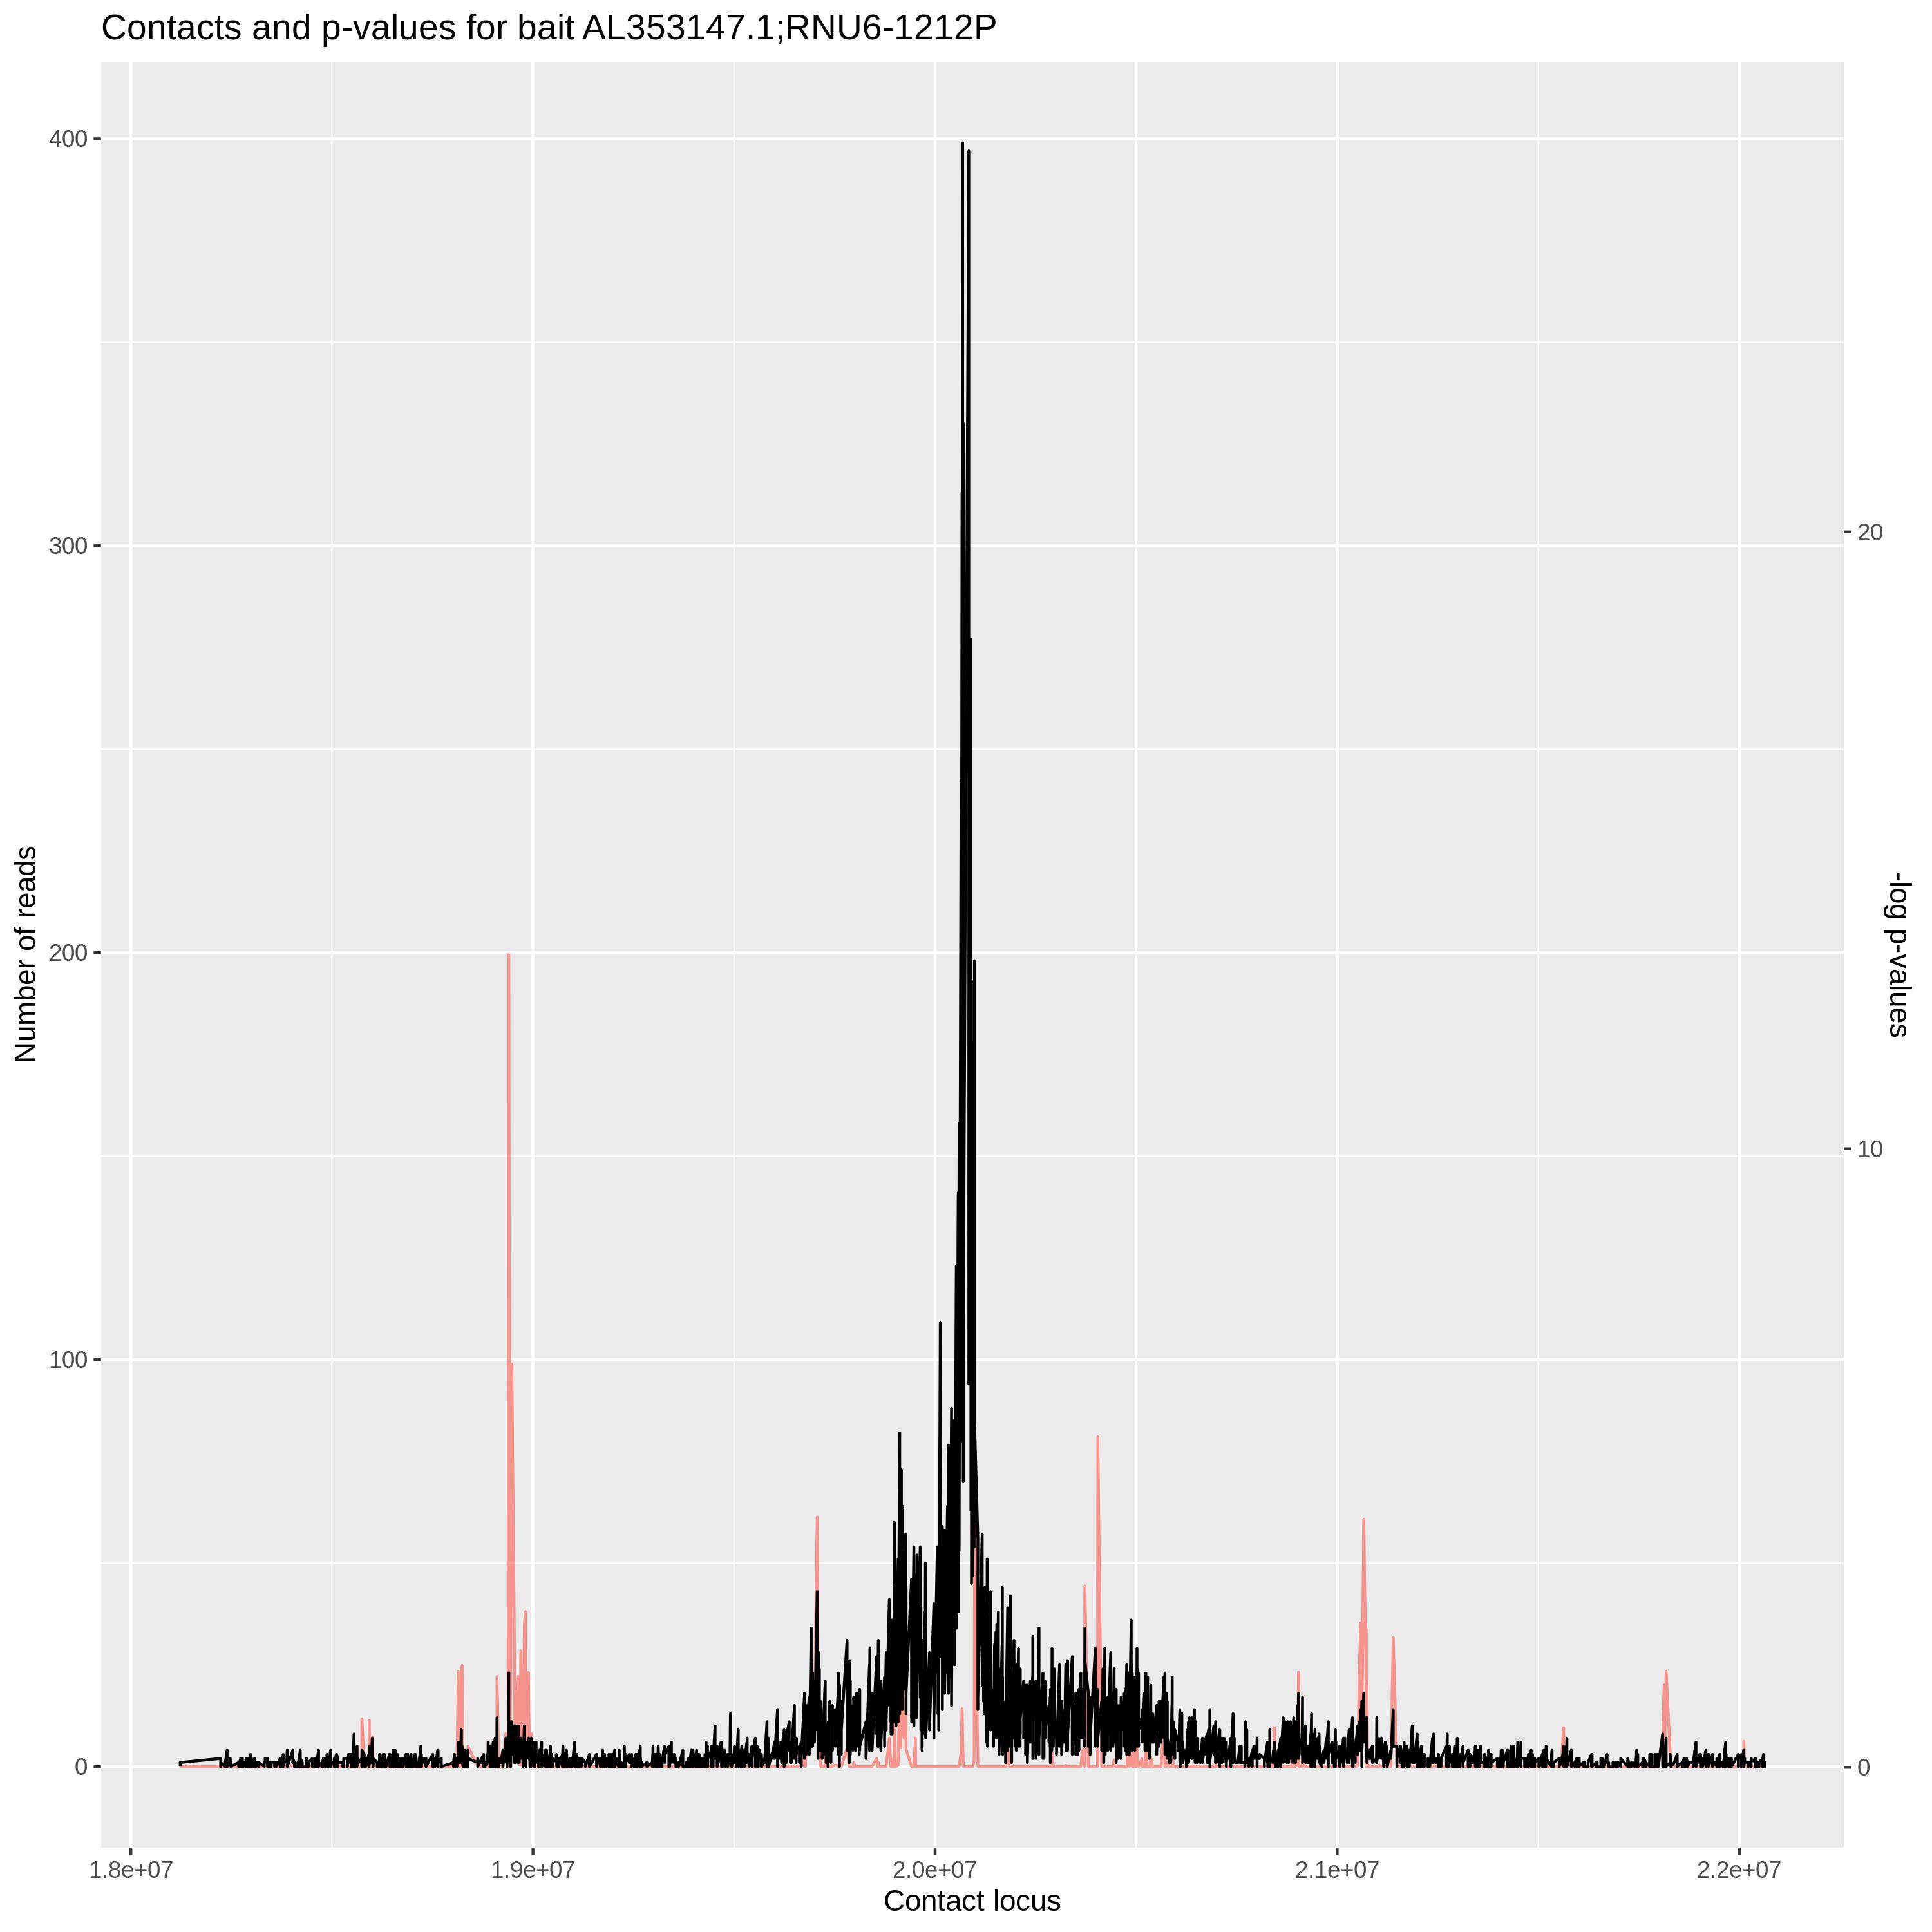 Contacts and p-values for bait AL353147.1;RNU6-1212P
400
300
200
100
0
Number of reads
20
10
0
-log p-values
1.8e+07
1.9e+07
2.0e+07
2.1e+07
2.2e+07
Contact locus